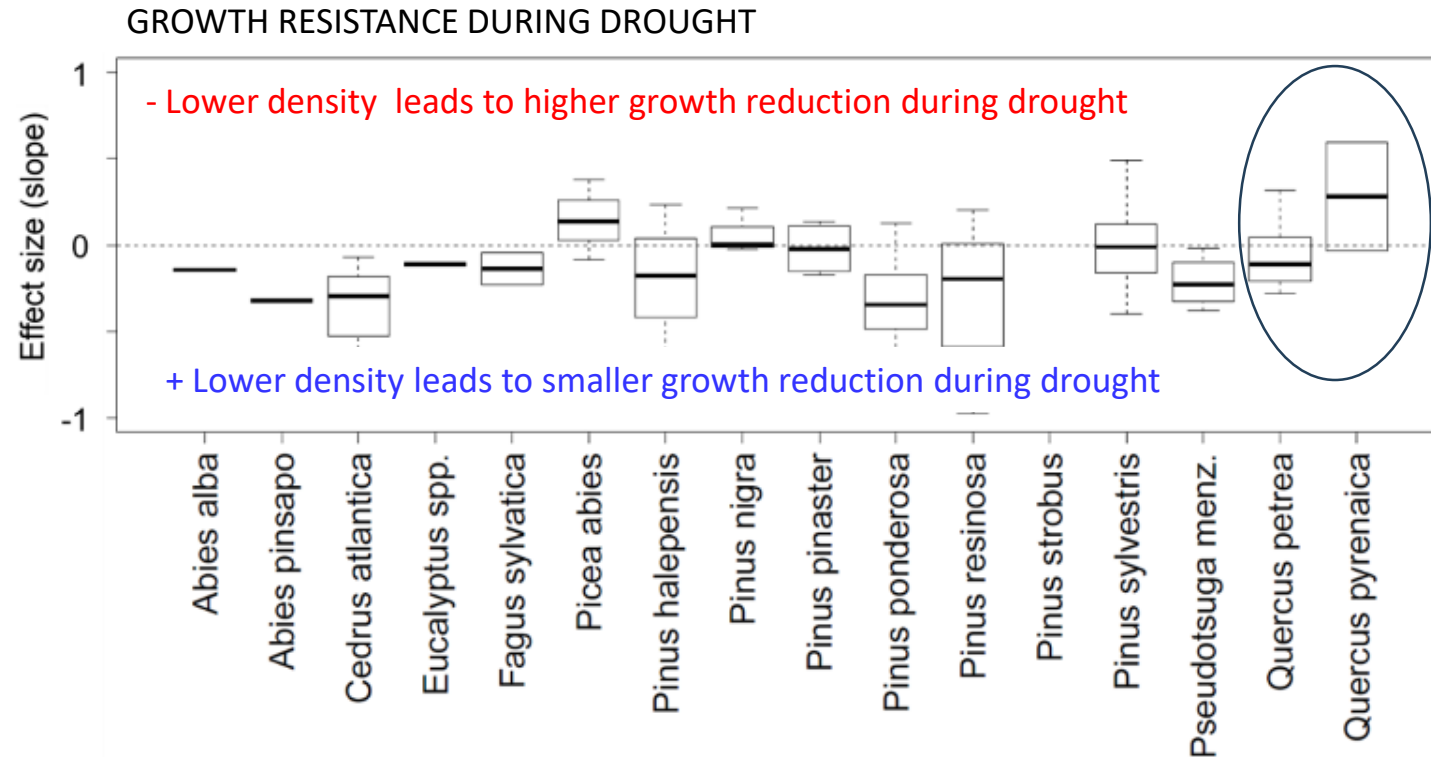 GROWTH RESISTANCE DURING DROUGHT
Effect size (slope)
1
0
-1
- Lower density leads to higher growth reduction during drought
+ Lower density leads to smaller growth reduction during drought
Abies alba
Abies pinsapo
Cedrus atlantica
Eucalyptus spp.
Fagus sylvatica
Picea abies
Pinus halepensis
Pinus nigra
Pinus pinaster
Pinus ponderosa
Pinus resinosa
Pinus strobus
Pinus sylvestris
Pseudotsuga menz.
Quercus petrea
Quercus pyrenaica